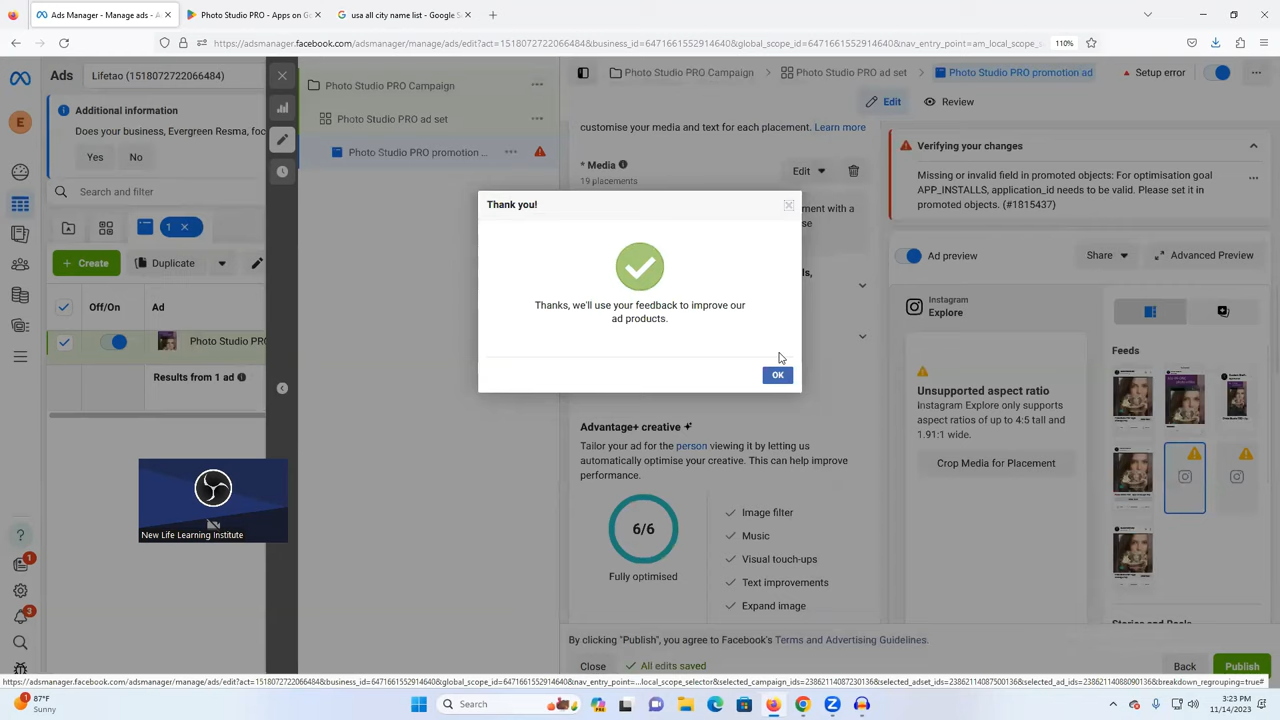 Ads Manager - Manage ads - A
Photo Studio PRO - Apps on Go
usa all city name list - Google Se
https://adsmanager.facebook.com/adsmanager/manage/ads/edit?act=1518072722066484&business_id=6471661552914640&global_scope_id=6471661552914640&nav_entry_point=am_local_scope_s
110%
Ads
Lifetao (1518072722066484)
Additional information
Does your business, Evergreen Resma, foc
Yes
No
Search and filter
1
Create
Duplicate
Off/On
Ad
Photo Studio PRO
Results from 1 ad
Photo Studio PRO Campaign
Photo Studio PRO ad set
Photo Studio PRO promotion ...
Photo Studio PRO Campaign
Photo Studio PRO ad set
Photo Studio PRO promotion ad
Setup error
Edit
Review
customise your media and text for each placement. Learn more
* Media
19 placements
Edit
Verifying your changes
Missing or invalid field in promoted objects: For optimisation goal
APP_INSTALLS, application_id needs to be valid. Please set it in
promoted objects. (#1815437)
Thank you!
Thanks, we'll use your feedback to improve our
ad products.
OK
Advantage+ creative
Tailor your ad for the person viewing it by letting us
automatically optimise your creative. This can help improve
performance.
6/6
Fully optimised
Image filter
Music
Visual touch-ups
Text improvements
Expand image
Ad preview
Share
Advanced Preview
Instagram
Explore
Unsupported aspect ratio
Instagram Explore only supports
aspect ratios of up to 4:5 tall and
1.91:1 wide.
Crop Media for Placement
Feeds
Stories and Reels
By clicking "Publish", you agree to Facebook's Terms and Advertising Guidelines.
Close
All edits saved
Back
Publish
New Life Learning Institute
E
1
3
87°F
Sunny
Search
3:23 PM
11/14/2023